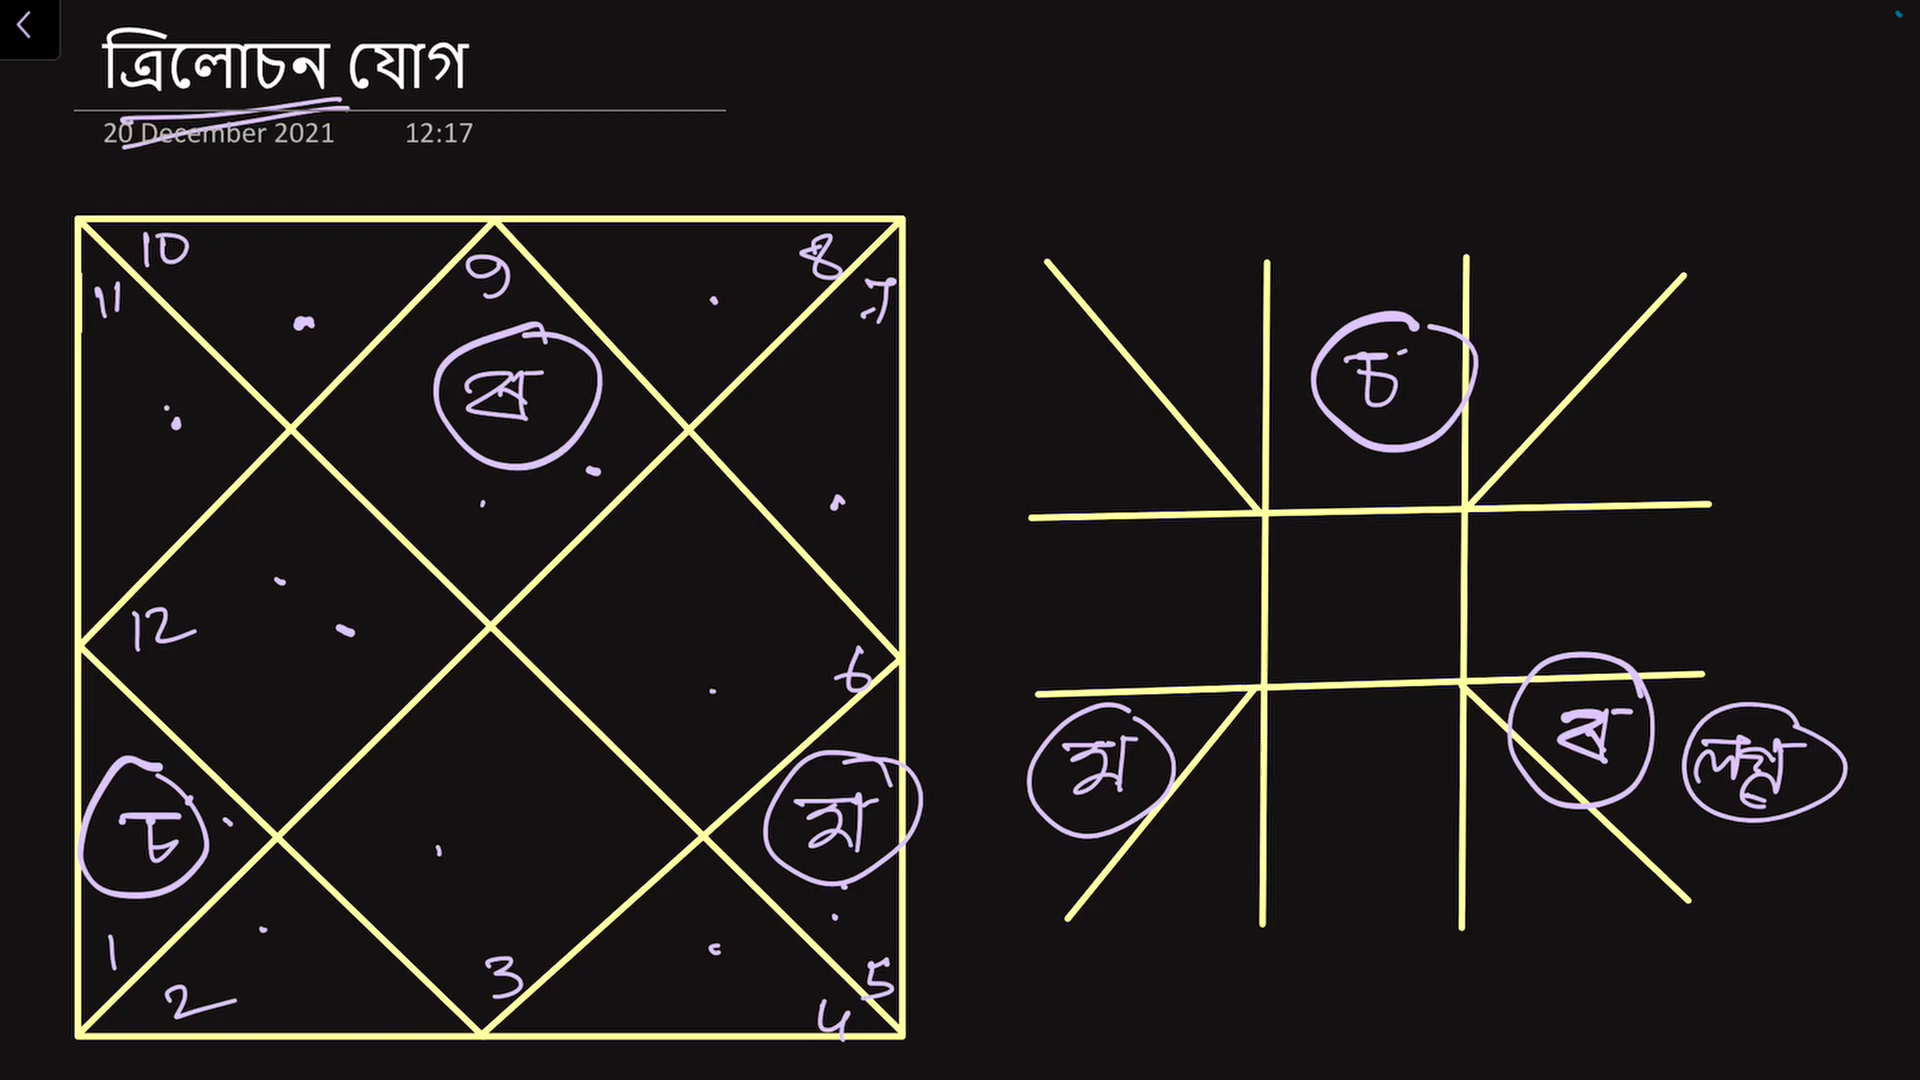 ত্রিলোচন যোগ
20 December 2021 12:17
10 9 8
11 7
র
চ
12
6
চ
ম
ম
র লগ্ন
1
2 3 5
4